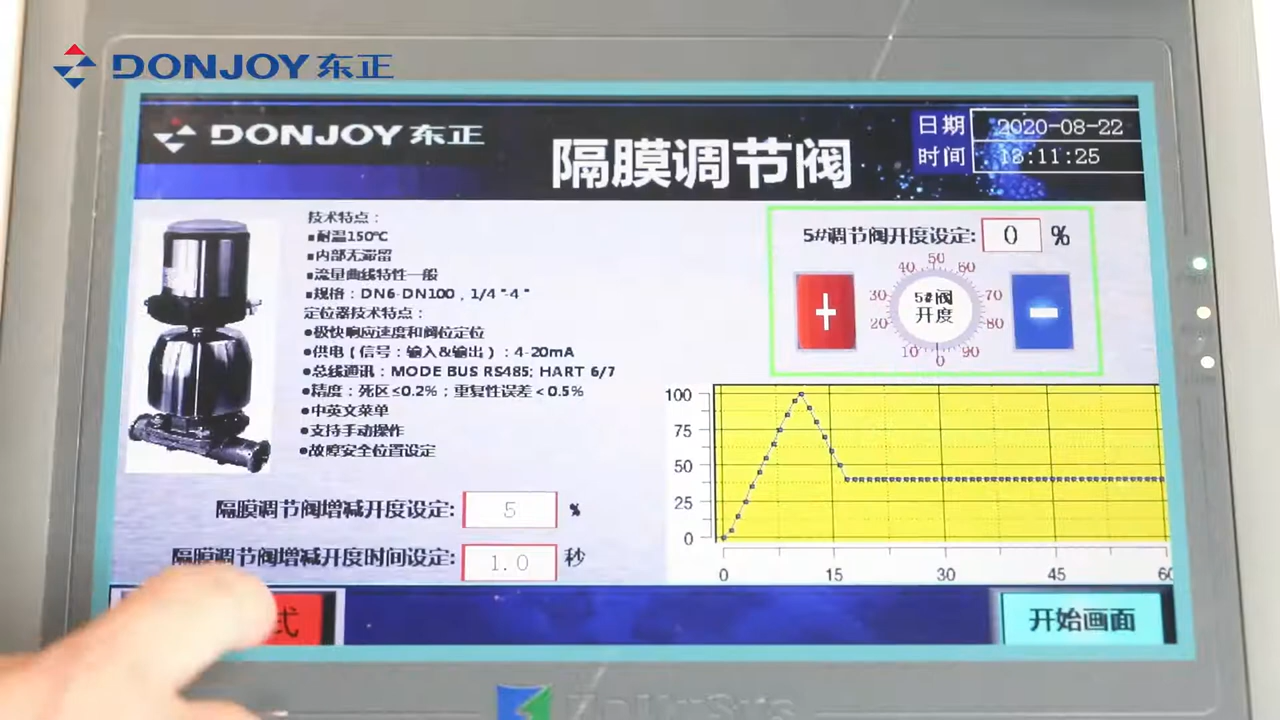 DONJOY 东正
DONJOY 东正
隔膜调节阀
日期 2020-08-22
时间 18:11:25
技术特点：
■耐温150℃
■内部无滞留
■流量曲线特性一般
■规格：DN6-DN100，1/4"-4"
定位器技术特点：
●极快响应速度和阀位定位
●供电（信号：输入&输出）：4-20mA
●总线通讯：MODE BUS RS485; HART 6/7
●精度：死区≤0.2%；重复性误差<0.5%
●中英文菜单
●支持手动操作
●故障安全位置设定
5#调节阀开度设定: 0 %
+
5#阀
开度
−
0 10 20 30 40 50 60 70 80 90
100
75
50
25
0
0 15 30 45 60
隔膜调节阀增减开度设定: 5 %
隔膜调节阀增减开度时间设定: 1.0 秒
式
开始画面